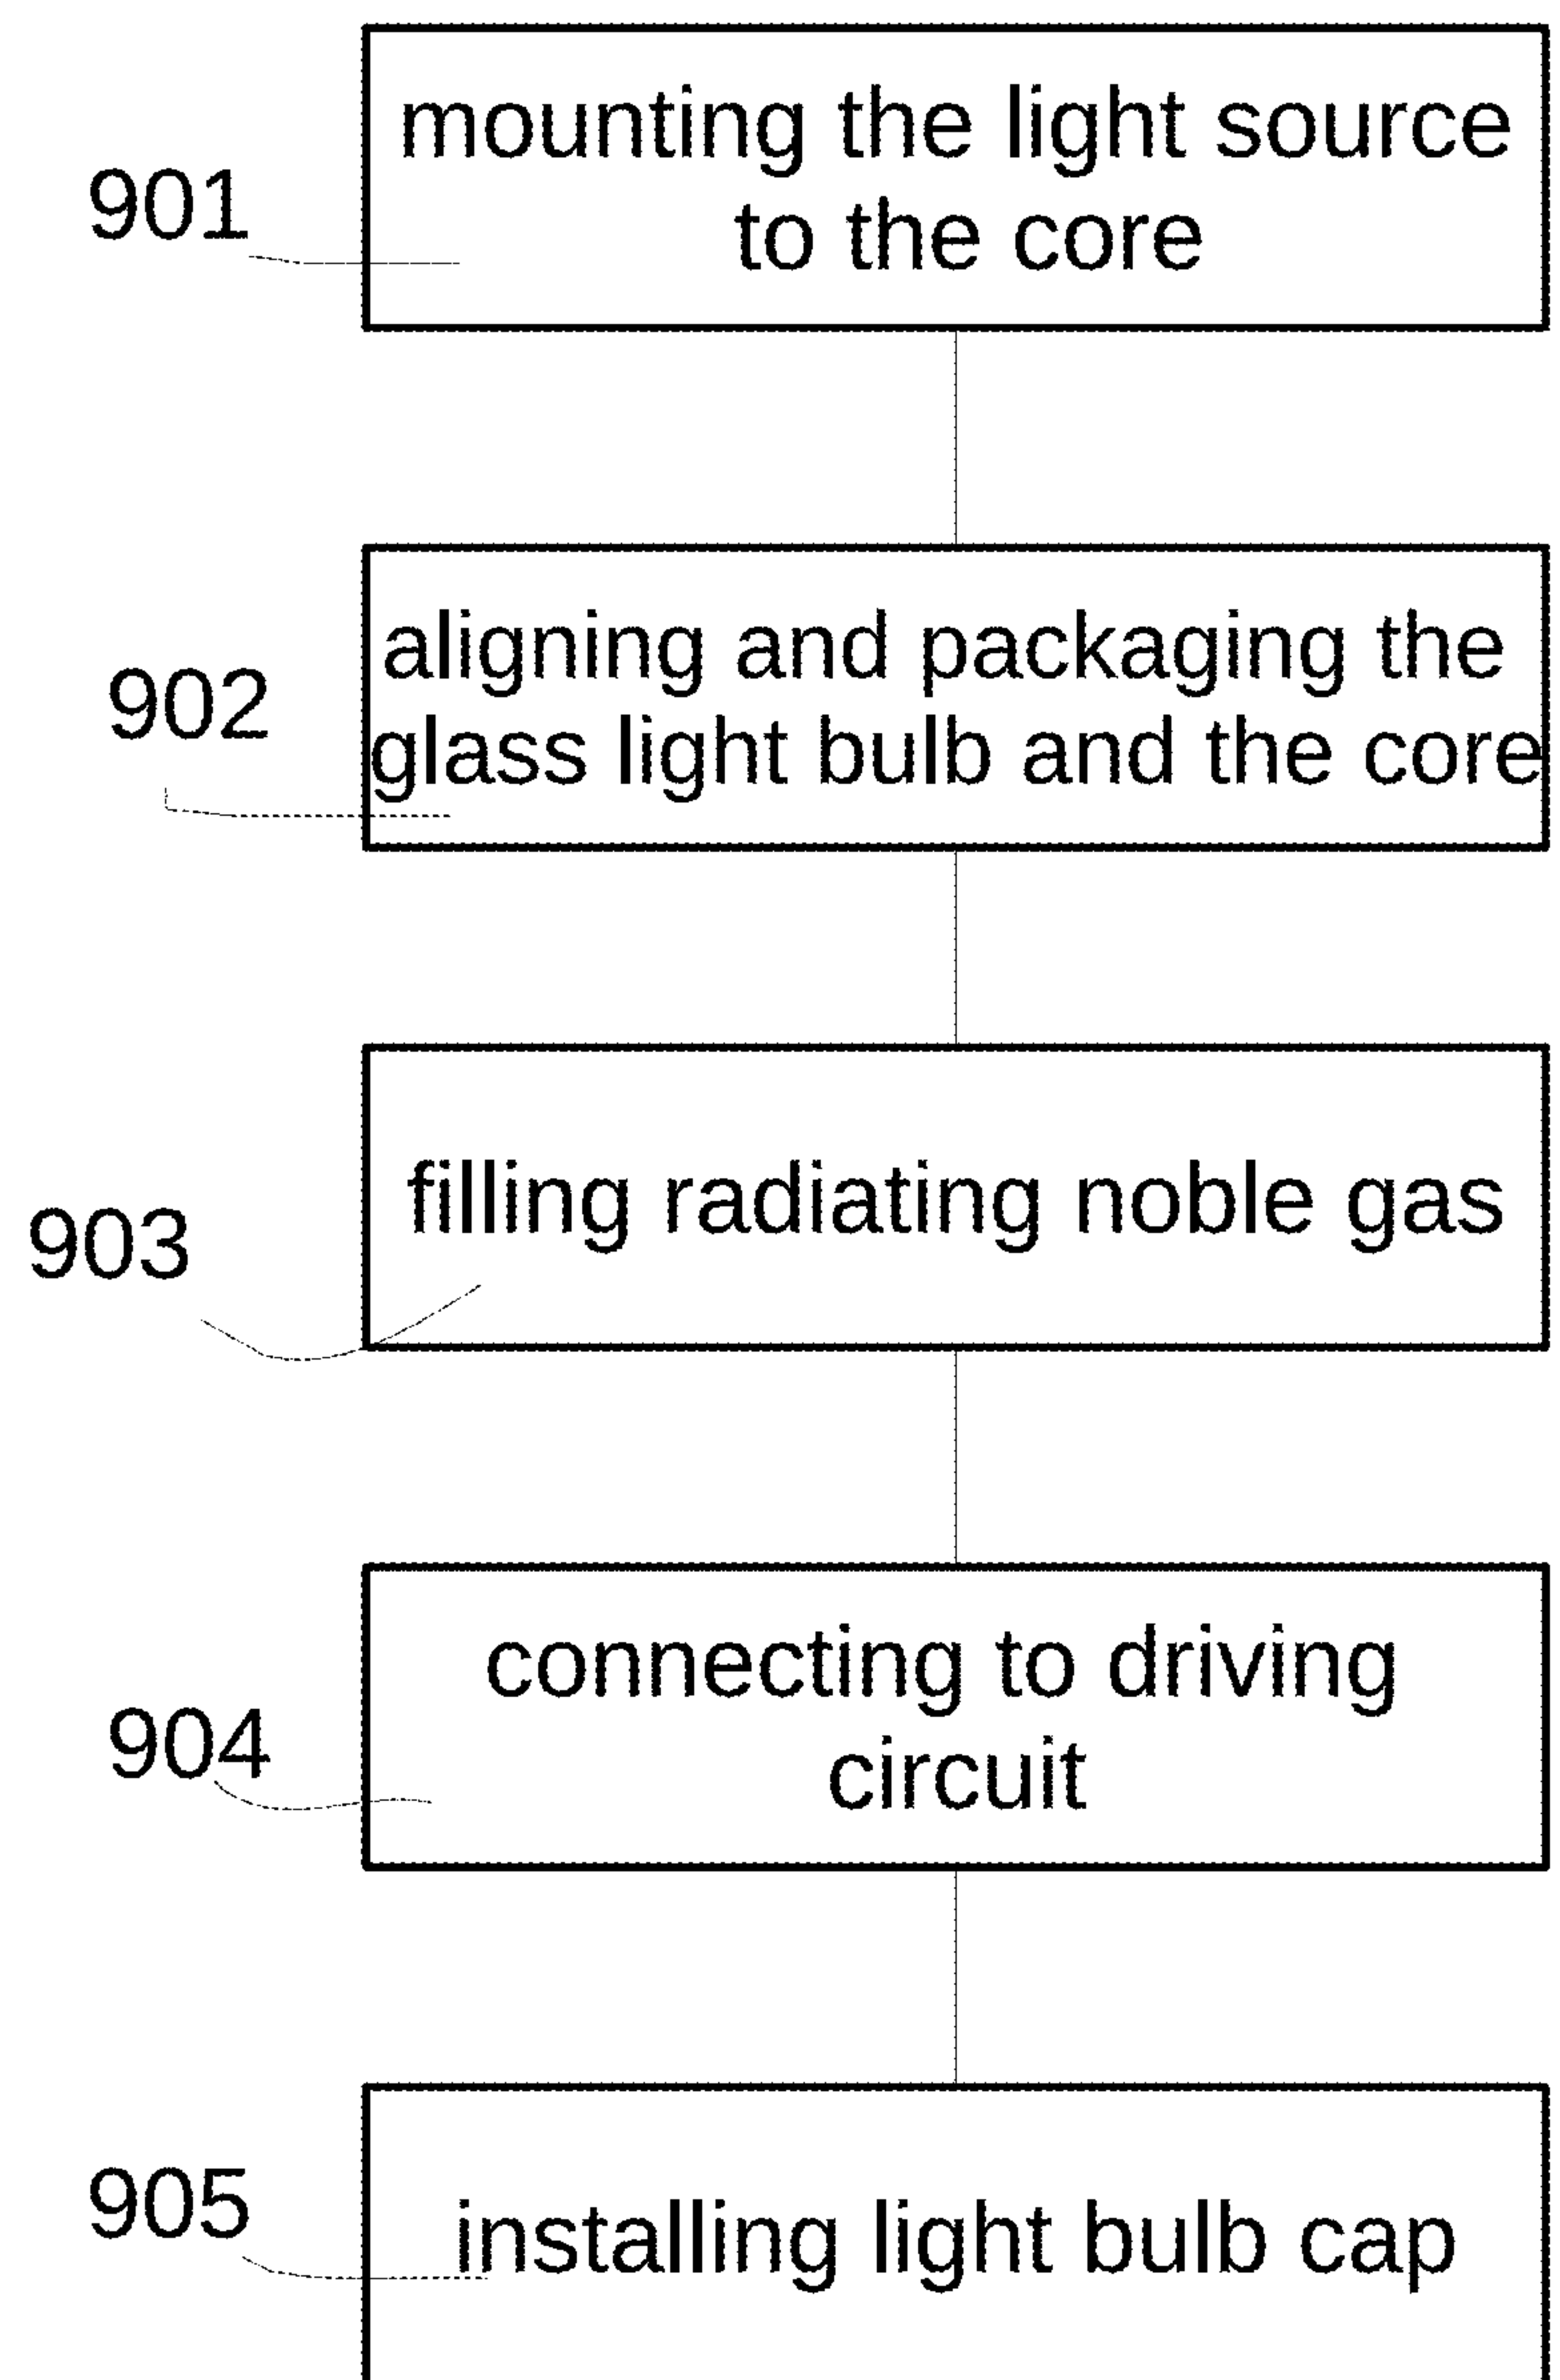 mounting the light source
901
to the core
aligning and packaging the
902
glass light bulb and the core
filling radiating noble gas
903
connecting to driving
904
circuit
905
installing light bulb cap